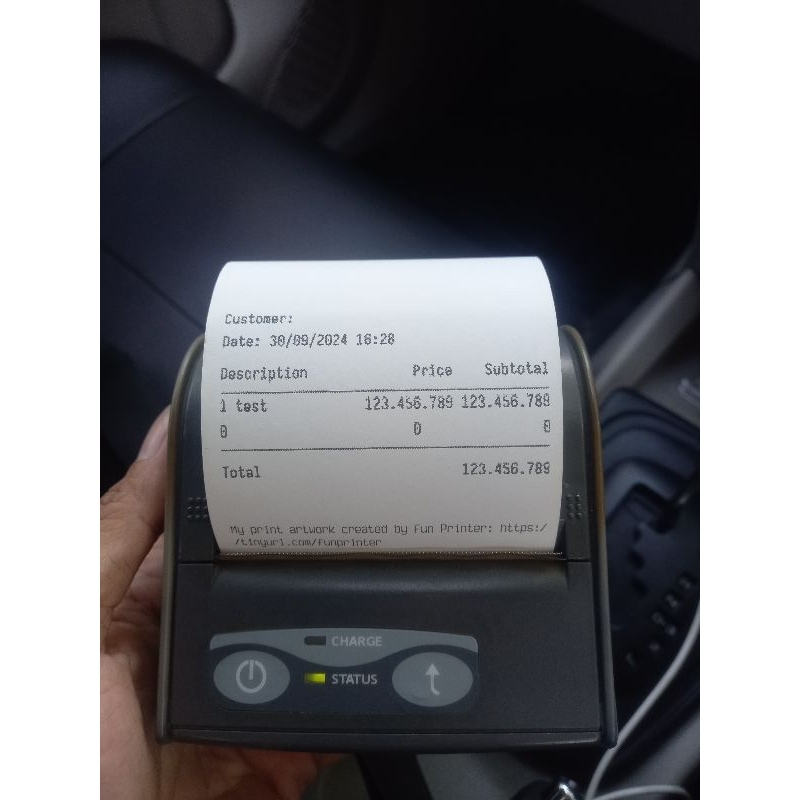 Customer:
Date: 30/09/2024 16:28
Description Price Subtotal
1 test 123.456.789 123.456.789
0 0 0
Total 123.456.789
My print artwork created by Fun Printer: https:/
/tinyurl.com/funprinter
CHARGE
STATUS